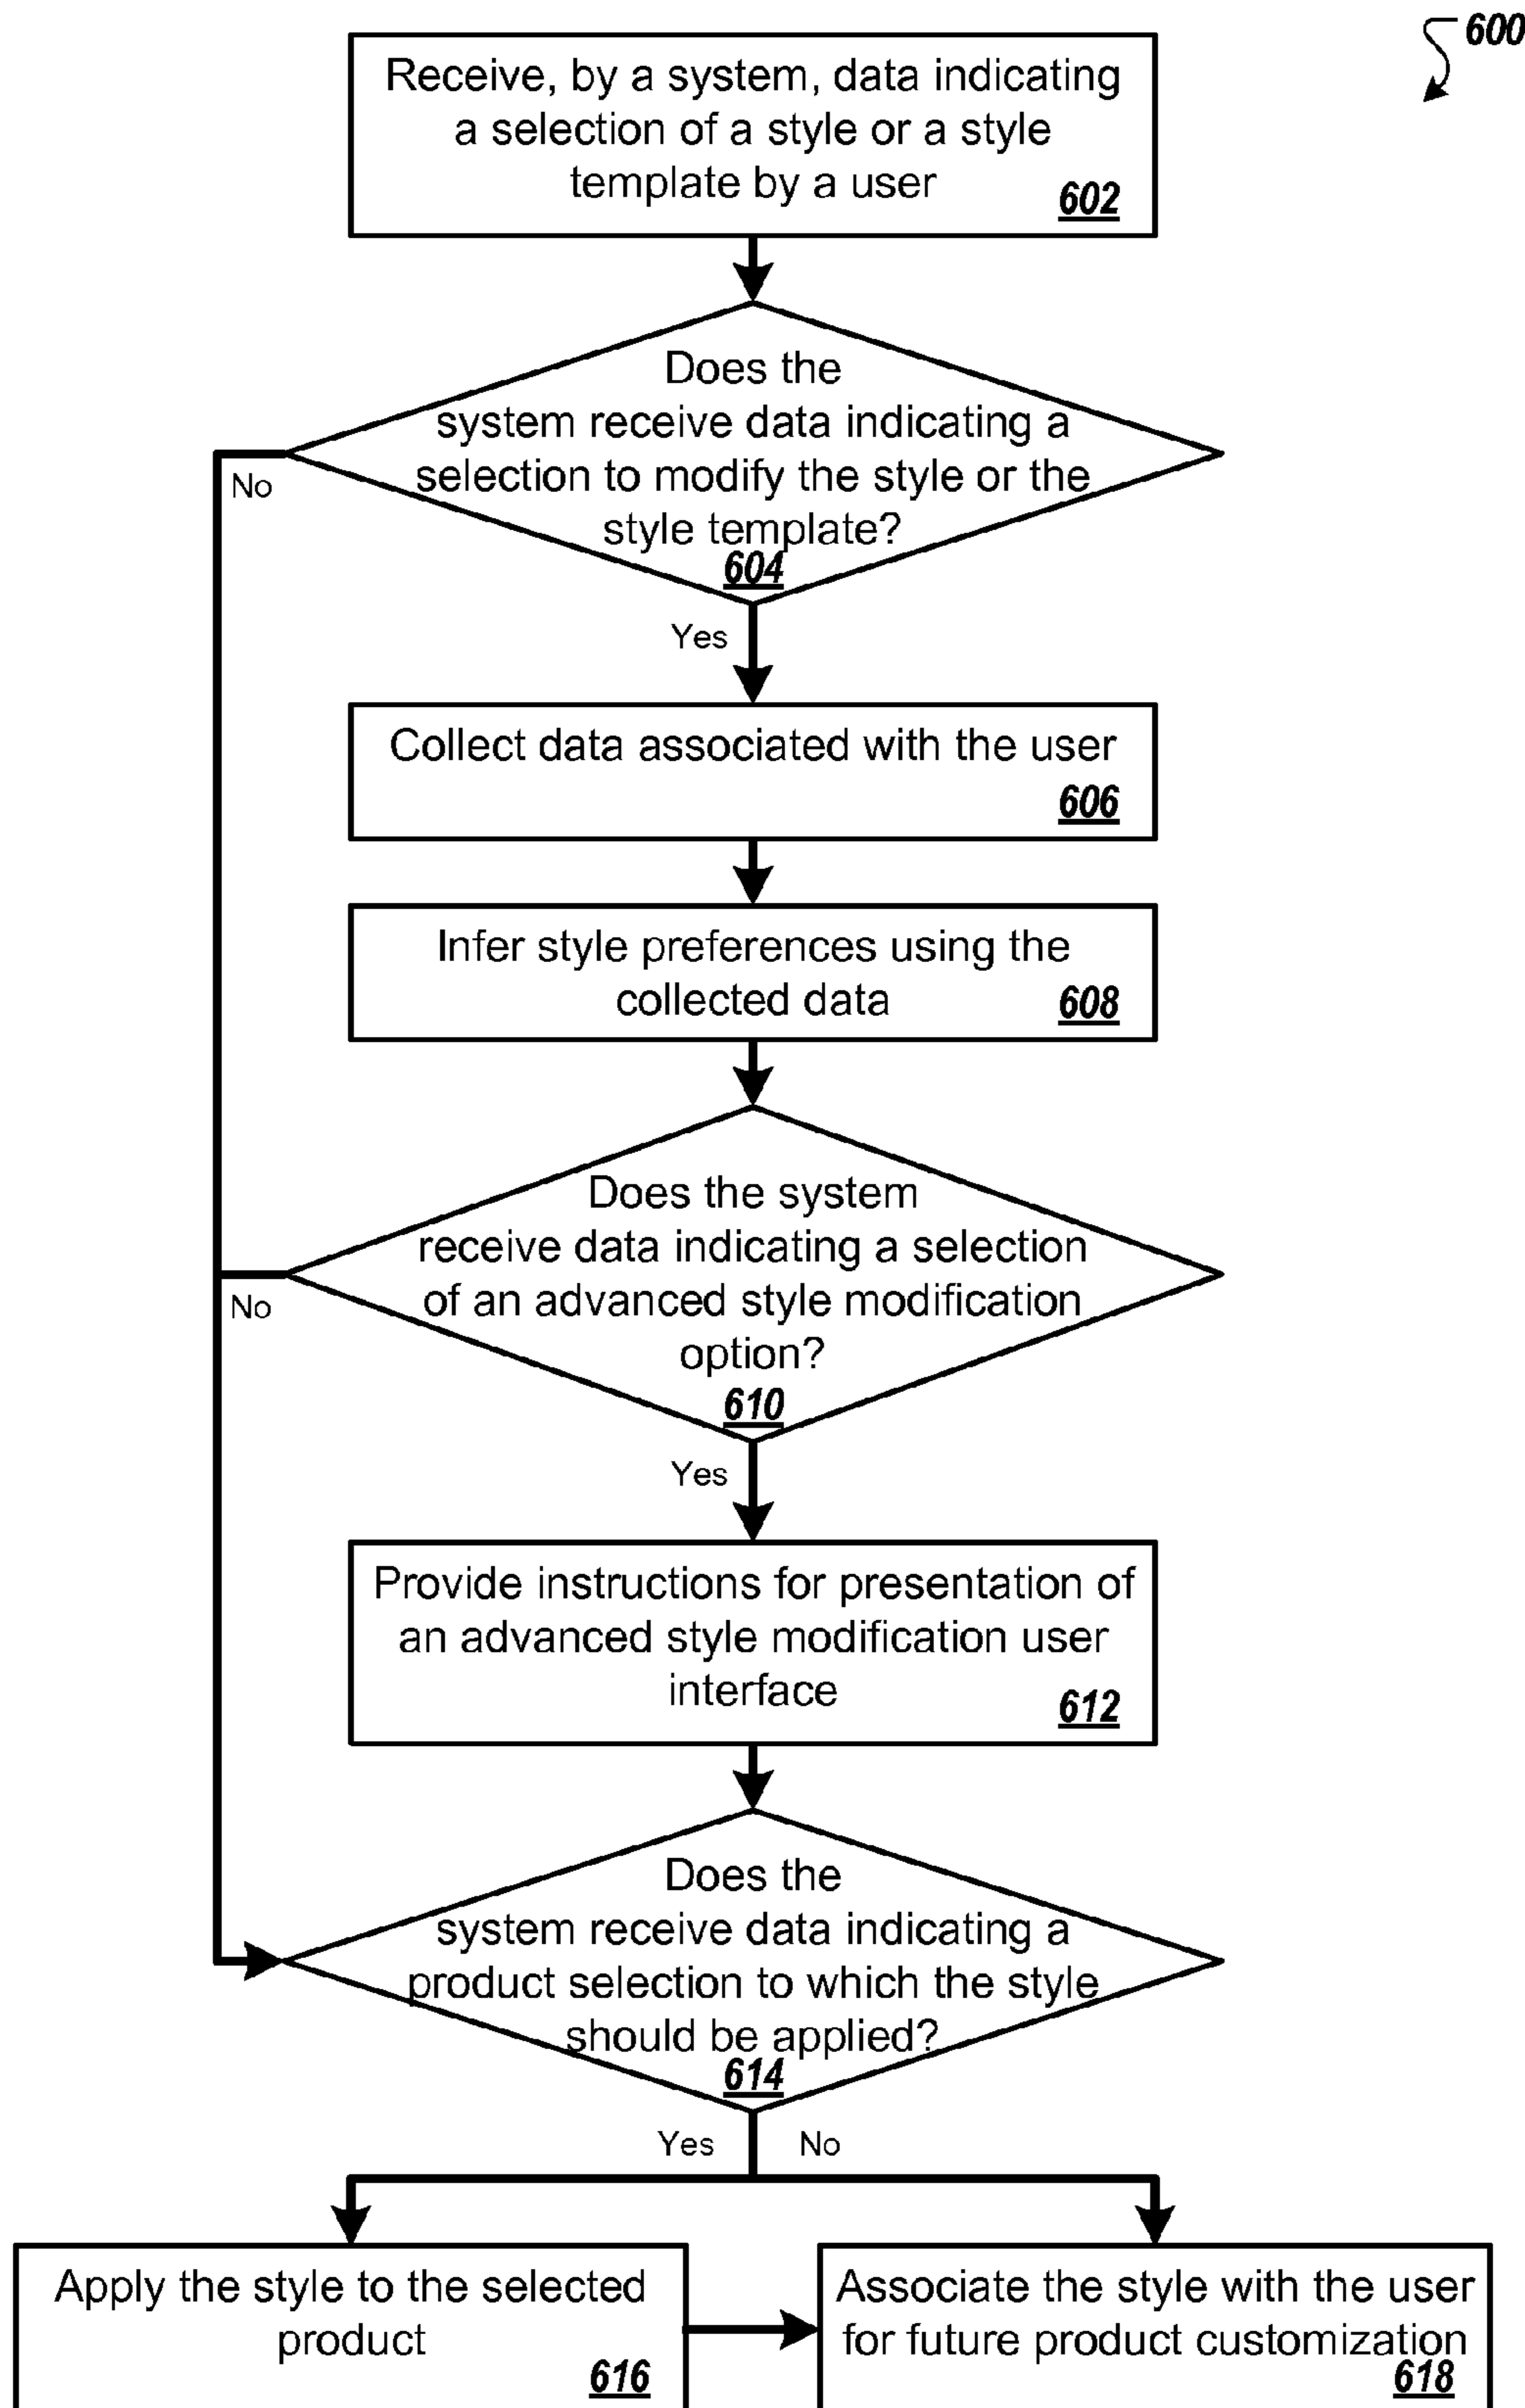 600
Receive, by a system, data indicating
a selection of a style or a style
template by a user
602
Does the
system receive data indicating a
selection to modify the style or the
style template?
604
No
Yes
Collect data associated with the user
606
Infer style preferences using the
collected data
608
Does the system
receive data indicating a selection
of an advanced style modification
option?
610
No
Yes
Provide instructions for presentation of
an advanced style modification user
interface
612
Does the
system receive data indicating a
product selection to which the style
should be applied?
614
Yes
No
Apply the style to the selected
product
616
Associate the style with the user
for future product customization
618